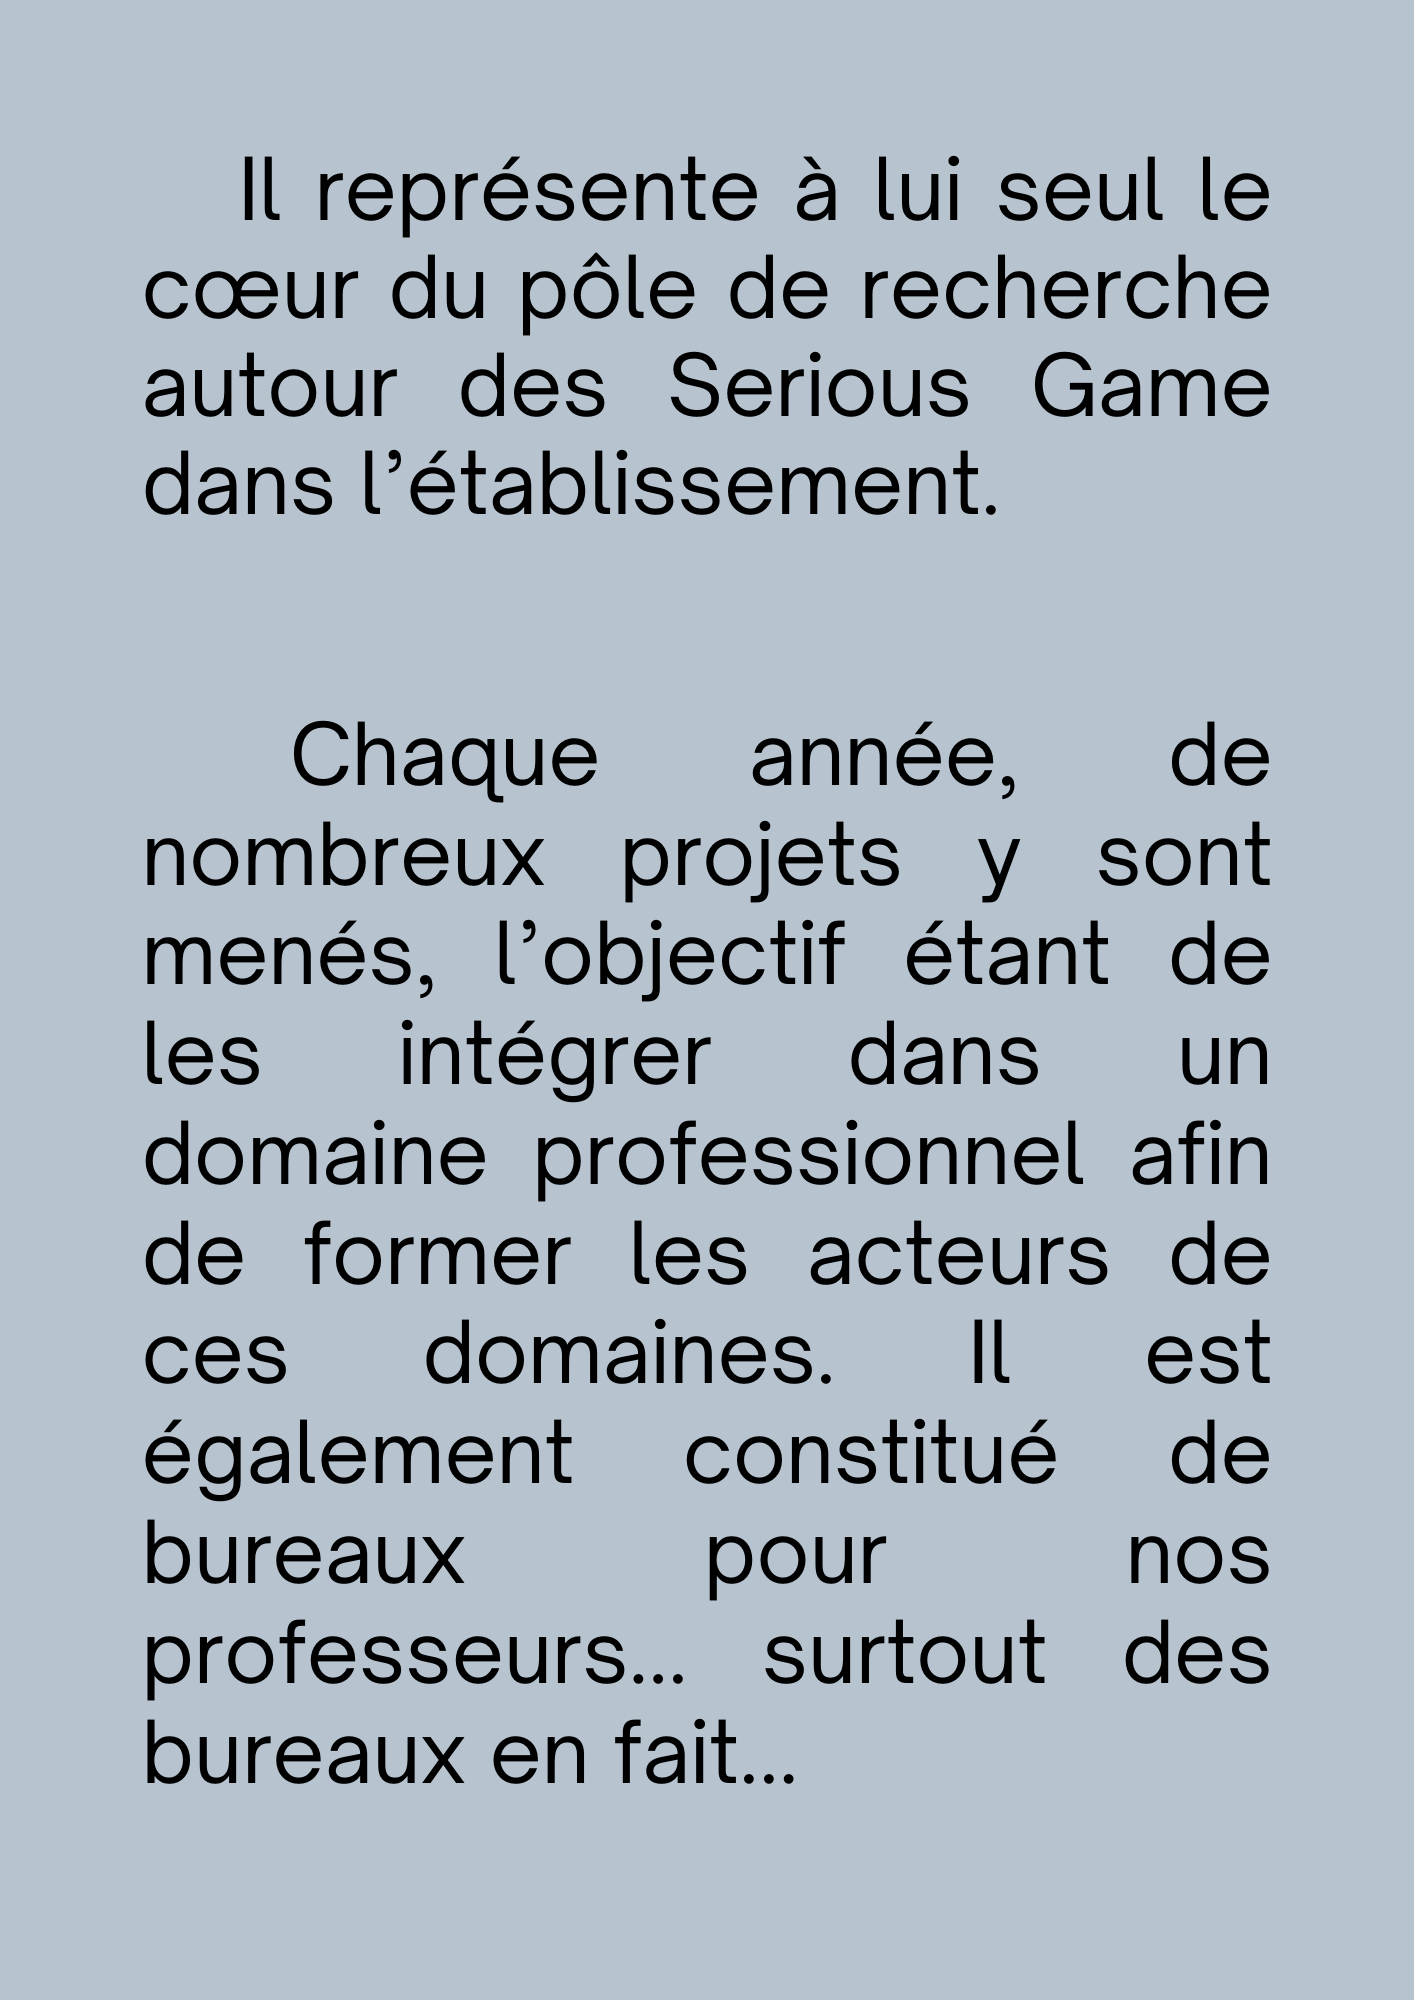 Il représente à lui seul le
cœur du pôle de recherche
autour des Serious Game
dans l’établissement.
Chaque année, de
nombreux projets y sont
menés, l’objectif étant de
les intégrer dans un
domaine professionnel afin
de former les acteurs de
ces domaines. Il est
également constitué de
bureaux pour nos
professeurs... surtout des
bureaux en fait...